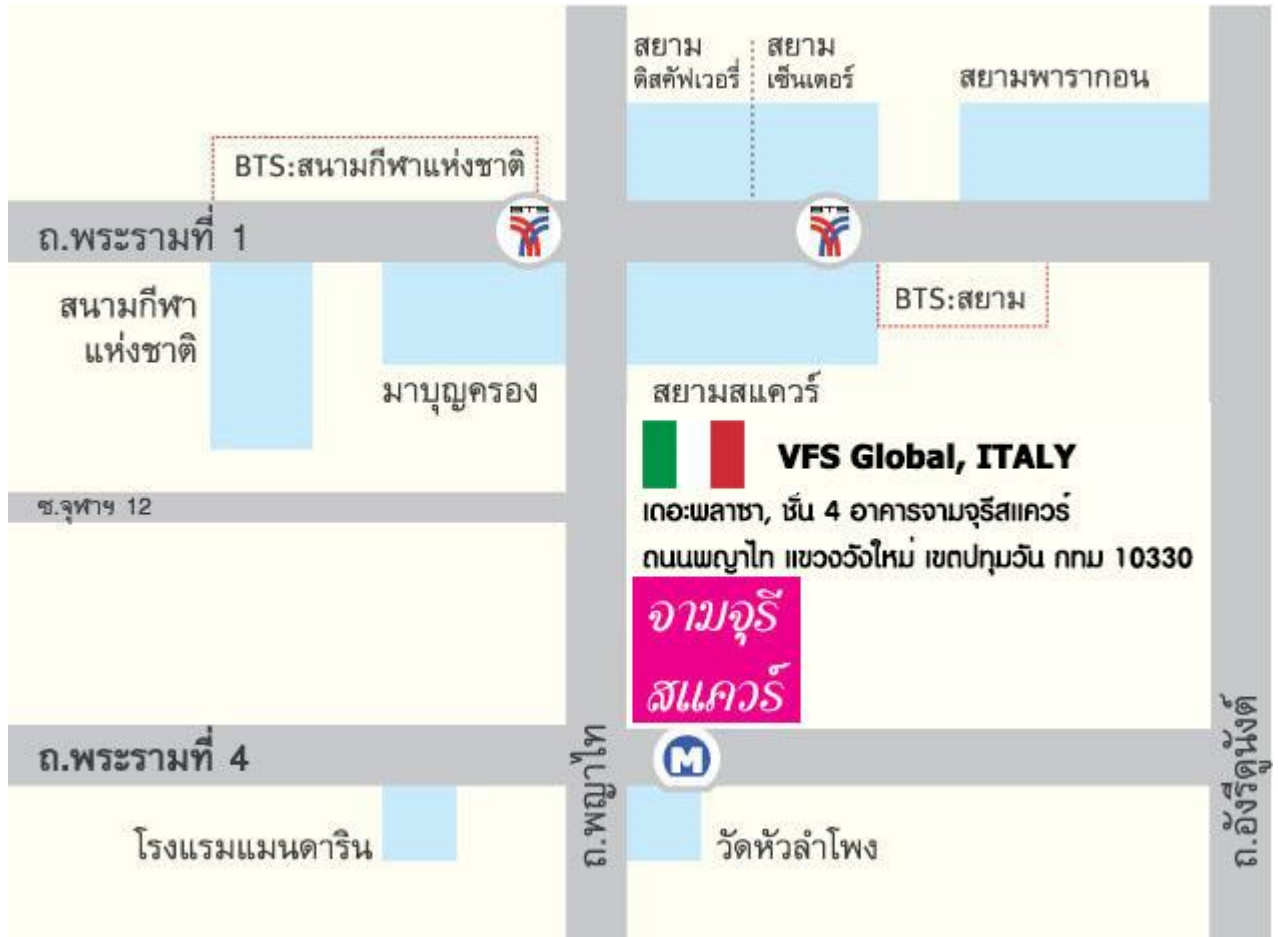 สยาม
ดิสคัฟเวอรี่
สยาม
เซ็นเตอร์
สยามพารากอน
BTS:สนามกีฬาแห่งชาติ
BTS
BTS
ถ.พระรามที่ 1
สนามกีฬา
แห่งชาติ
BTS:สยาม
มาบุญครอง
สยามสแควร์
VFS Global, ITALY
ซ.จุฬาฯ 12
เดอะพลาซา, ชั้น 4 อาคารจามจุรีสแควร์
ถนนพญาไท แขวงวังใหม่ เขตปทุมวัน กทม 10330
จามจุรี
สแควร์
ถ.พระรามที่ 4
M
ถ.พญาไท
ถ.อังรีดูนังต์
โรงแรมแมนดาริน
วัดหัวลำโพง